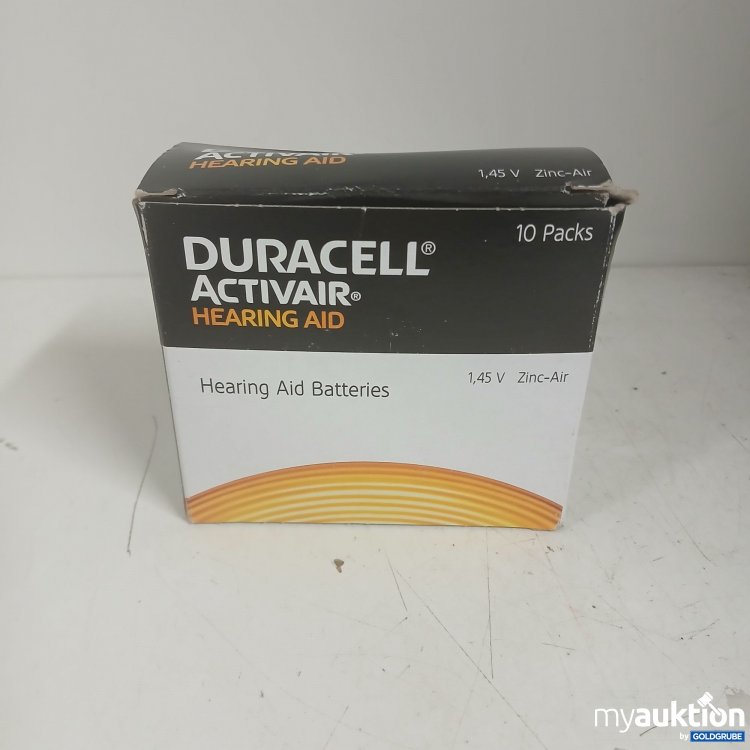 ACTIVAIR
HEARING AID
1,45 V Zinc-Air
10 Packs
DURACELL®
ACTIVAIR®
HEARING AID
Hearing Aid Batteries
1,45 V Zinc-Air
myauktion
by GOLDGRUBE